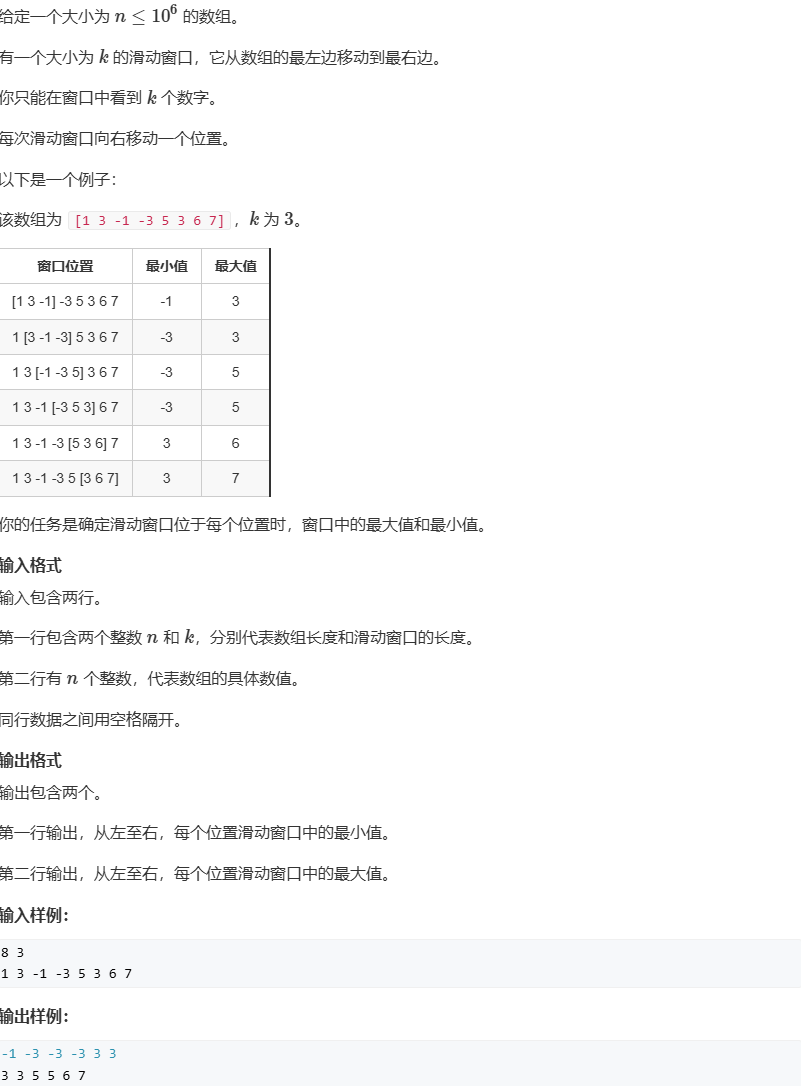 给定一个大小为 n ≤ 10⁶ 的数组。
有一个大小为 k 的滑动窗口，它从数组的最左边移动到最右边。
你只能在窗口中看到 k 个数字。
每次滑动窗口向右移动一个位置。
以下是一个例子：
该数组为 [1 3 -1 -3 5 3 6 7] ，k 为 3。
窗口位置 最小值 最大值
[1 3 -1] -3 5 3 6 7 -1 3
1 [3 -1 -3] 5 3 6 7 -3 3
1 3 [-1 -3 5] 3 6 7 -3 5
1 3 -1 [-3 5 3] 6 7 -3 5
1 3 -1 -3 [5 3 6] 7 3 6
1 3 -1 -3 5 [3 6 7] 3 7
你的任务是确定滑动窗口位于每个位置时，窗口中的最大值和最小值。
输入格式
输入包含两行。
第一行包含两个整数 n 和 k，分别代表数组长度和滑动窗口的长度。
第二行有 n 个整数，代表数组的具体数值。
同行数据之间用空格隔开。
输出格式
输出包含两个。
第一行输出，从左至右，每个位置滑动窗口中的最小值。
第二行输出，从左至右，每个位置滑动窗口中的最大值。
输入样例：
8 3
1 3 -1 -3 5 3 6 7
输出样例：
-1 -3 -3 -3 3 3
3 3 5 5 6 7